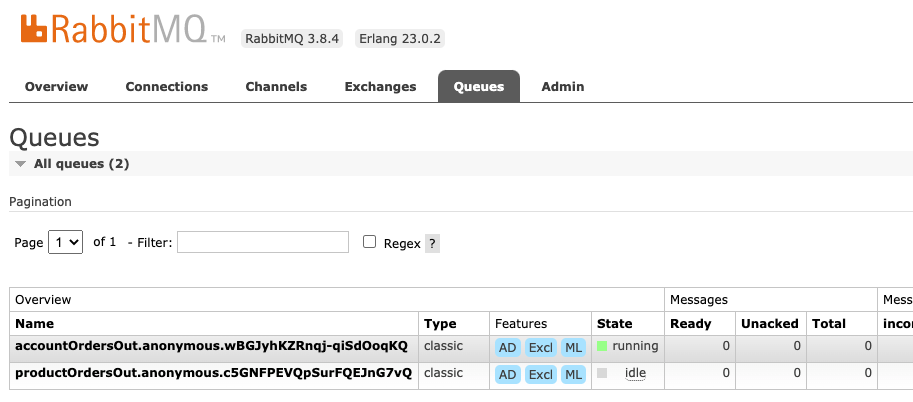 RabbitMQ TM RabbitMQ 3.8.4 Erlang 23.0.2
Overview Connections Channels Exchanges Queues Admin
Queues
All queues (2)
Pagination
Page 1 of 1 - Filter: Regex ?
Overview Messages Mess
Name Type Features State Ready Unacked Total incor
accountOrdersOut.anonymous.wBGJyhKZRnqj-qiSdOoqKQ classic AD Excl ML running 0 0 0
productOrdersOut.anonymous.c5GNFPEVQpSurFQEJnG7vQ classic AD Excl ML idle 0 0 0